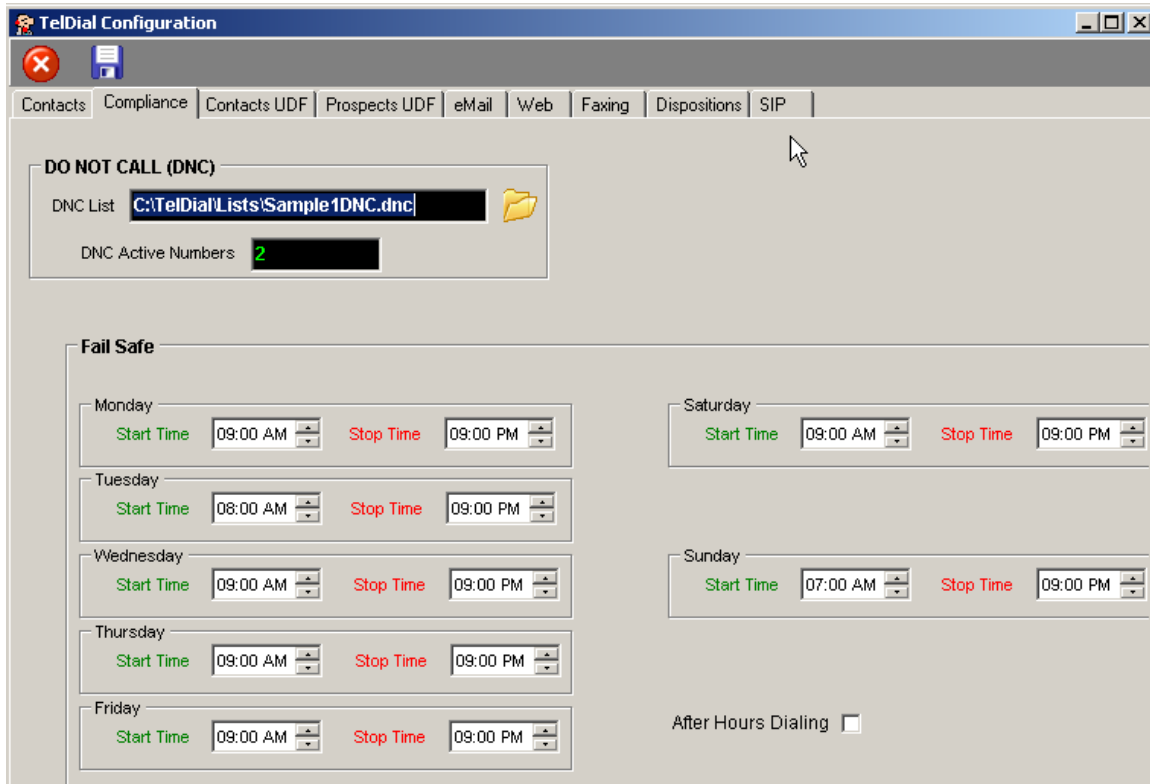 TelDial Configuration
Contacts Compliance Contacts UDF Prospects UDF eMail Web Faxing Dispositions SIP
DO NOT CALL (DNC)
DNC List C:\TelDial\Lists\Sample1DNC.dnc
DNC Active Numbers 2
Fail Safe
Monday
Start Time 09:00 AM Stop Time 09:00 PM
Saturday
Start Time 09:00 AM Stop Time 09:00 PM
Tuesday
Start Time 08:00 AM Stop Time 09:00 PM
Wednesday
Start Time 09:00 AM Stop Time 09:00 PM
Sunday
Start Time 07:00 AM Stop Time 09:00 PM
Thursday
Start Time 09:00 AM Stop Time 09:00 PM
Friday
Start Time 09:00 AM Stop Time 09:00 PM
After Hours Dialing